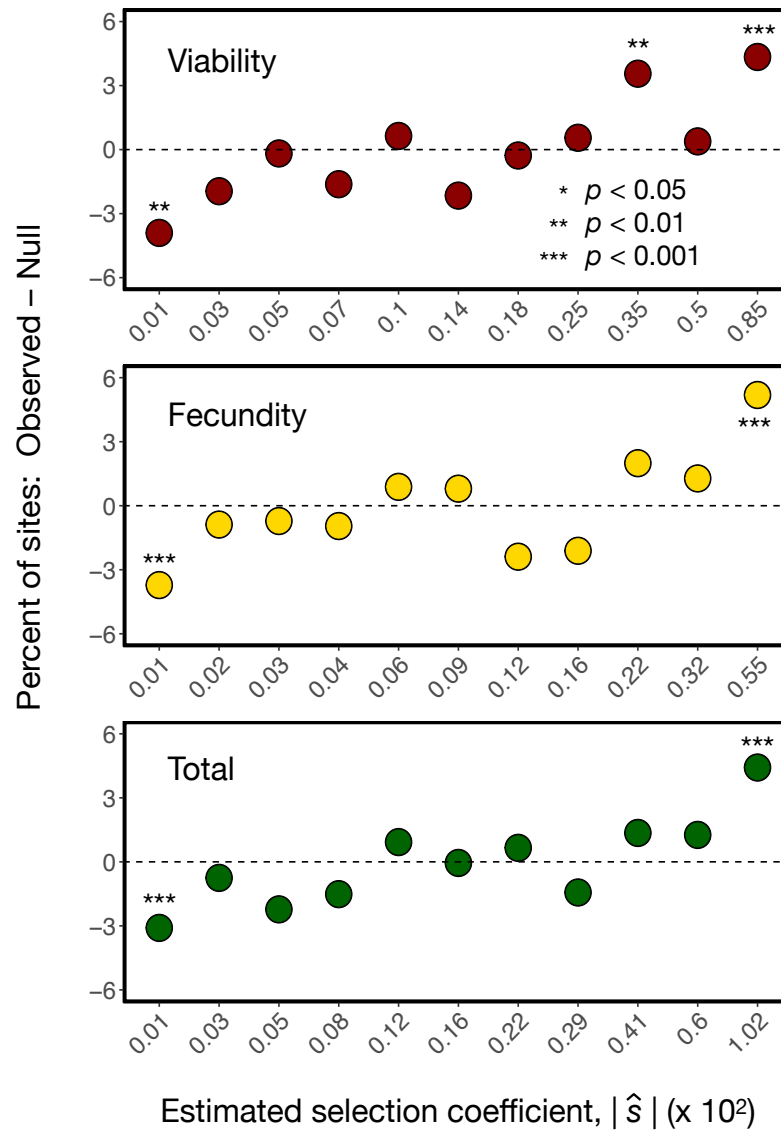 Percent of sites: Observed – Null
6
3
0
−3
−6
Viability
**
**
***
* p < 0.05
** p < 0.01
*** p < 0.001
0.01 0.03 0.05 0.07 0.1 0.14 0.18 0.25 0.35 0.5 0.85
6
3
0
−3
−6
Fecundity
***
***
0.01 0.02 0.03 0.04 0.06 0.09 0.12 0.16 0.22 0.32 0.55
6
3
0
−3
−6
Total
***
***
0.01 0.03 0.05 0.08 0.12 0.16 0.22 0.29 0.41 0.6 1.02
Estimated selection coefficient, | ŝ | (x 10²)